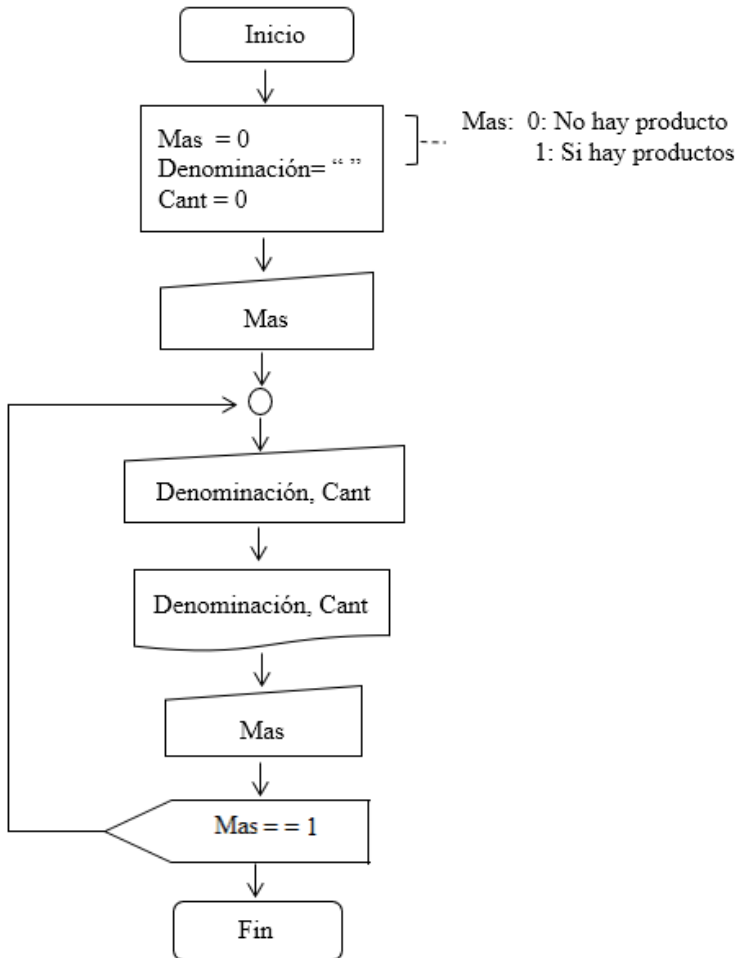 Inicio
Mas = 0
Denominación= “ ”
Cant = 0
Mas: 0: No hay producto
1: Si hay productos
Mas
Denominación, Cant
Denominación, Cant
Mas
Mas = = 1
Fin